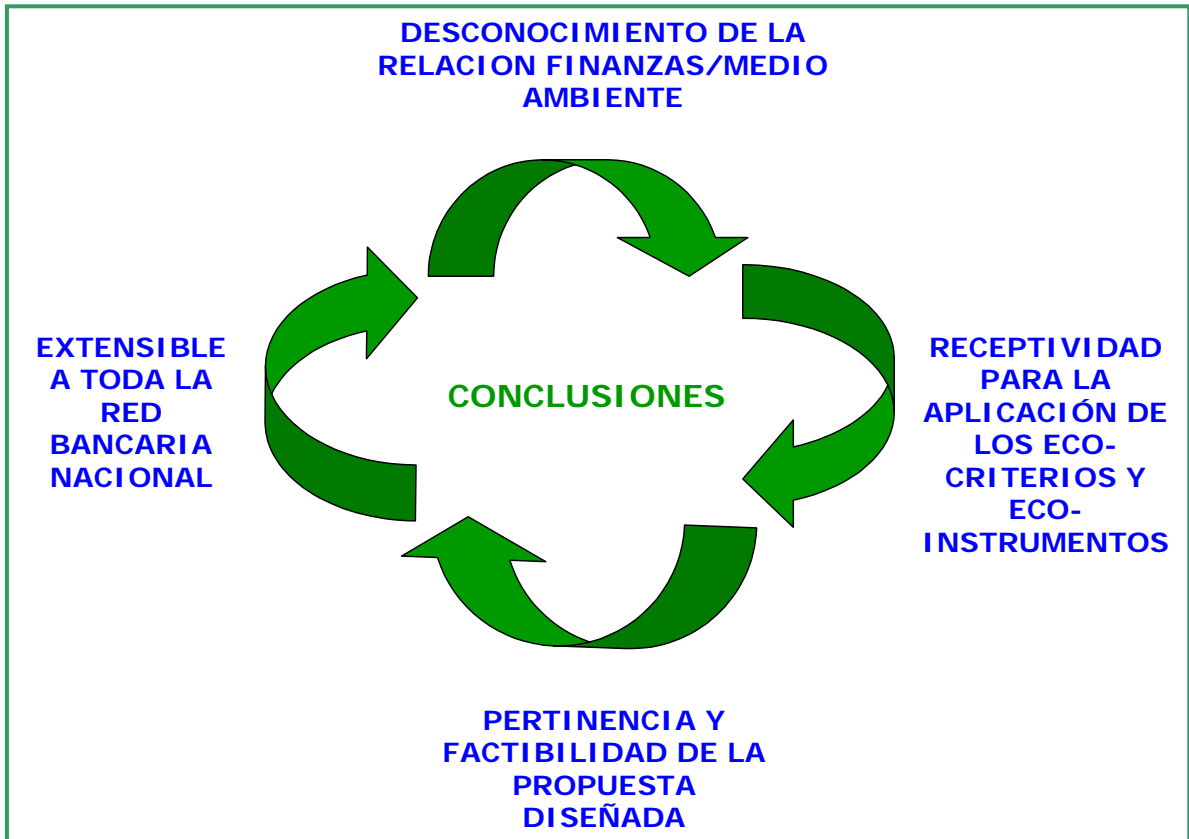 DESCONOCIMIENTO DE LA
RELACION FINANZAS/MEDIO
AMBIENTE
EXTENSIBLE
A TODA LA
RED
BANCARIA
NACIONAL
CONCLUSIONES
RECEPTIVIDAD
PARA LA
APLICACIÓN DE
LOS ECO-
CRITERIOS Y
ECO-
INSTRUMENTOS
PERTINENCIA Y
FACTIBILIDAD DE LA
PROPUESTA
DISEÑADA